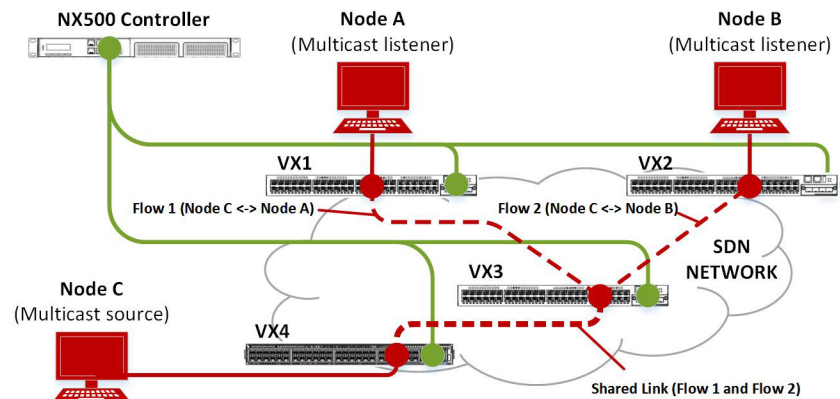 NX500 Controller
Node A
(Multicast listener)
Node B
(Multicast listener)
VX1
VX2
Flow 1 (Node C <-> Node A)
Flow 2 (Node C <-> Node B)
SDN
NETWORK
VX3
Node C
(Multicast source)
VX4
Shared Link (Flow 1 and Flow 2)